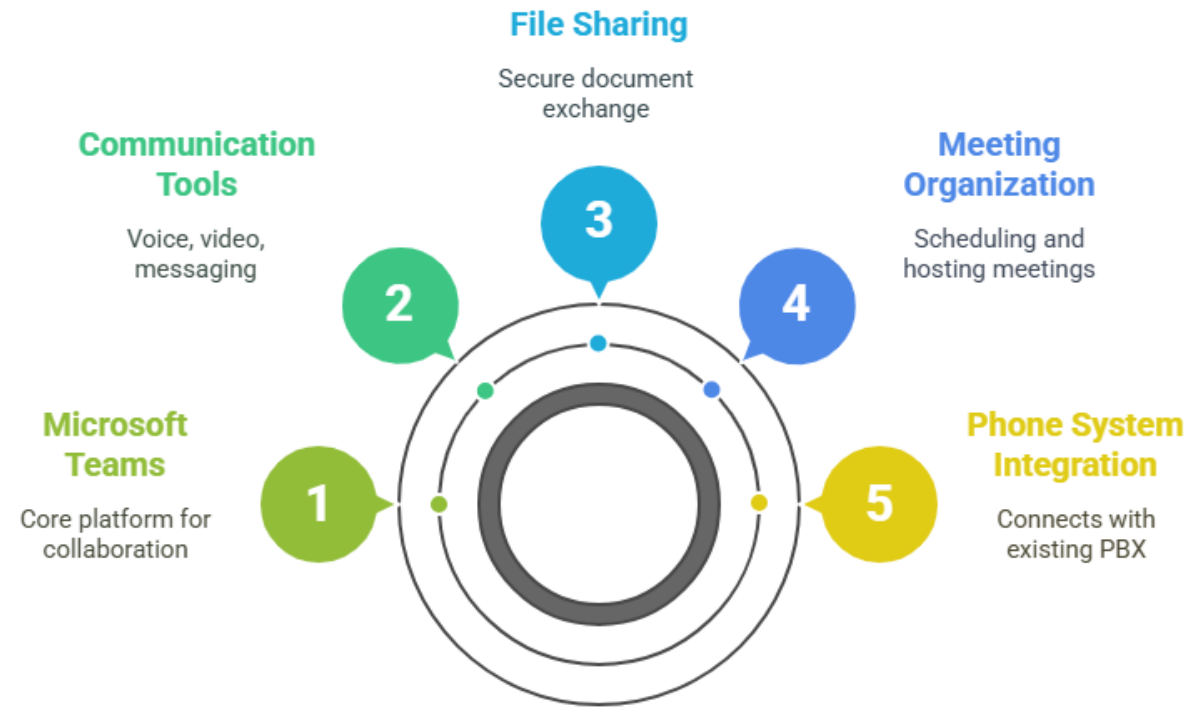 File Sharing
Secure document
exchange
Communication
Tools
Voice, video,
messaging
Meeting
Organization
Scheduling and
hosting meetings
3
2
4
Microsoft
Teams
Core platform for
collaboration
1
5
Phone System
Integration
Connects with
existing PBX